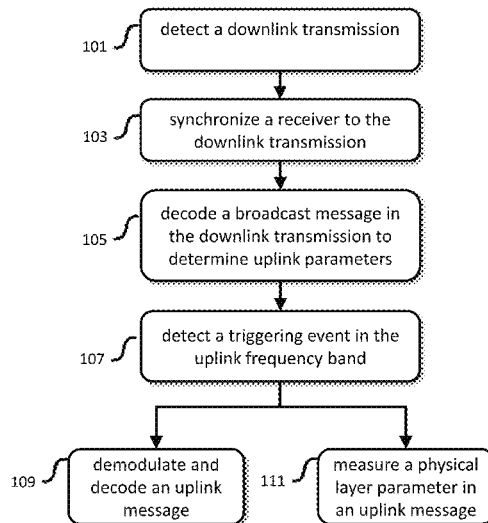 detect a downlink transmission
101
synchronize a receiver to the
downlink transmission
103
decode a broadcast message in
the downlink transmission to
determine uplink parameters
105
detect a triggering event in the
uplink frequency band
107
demodulate and
decode an uplink
message
109
measure a physical
layer parameter in
an uplink message
111